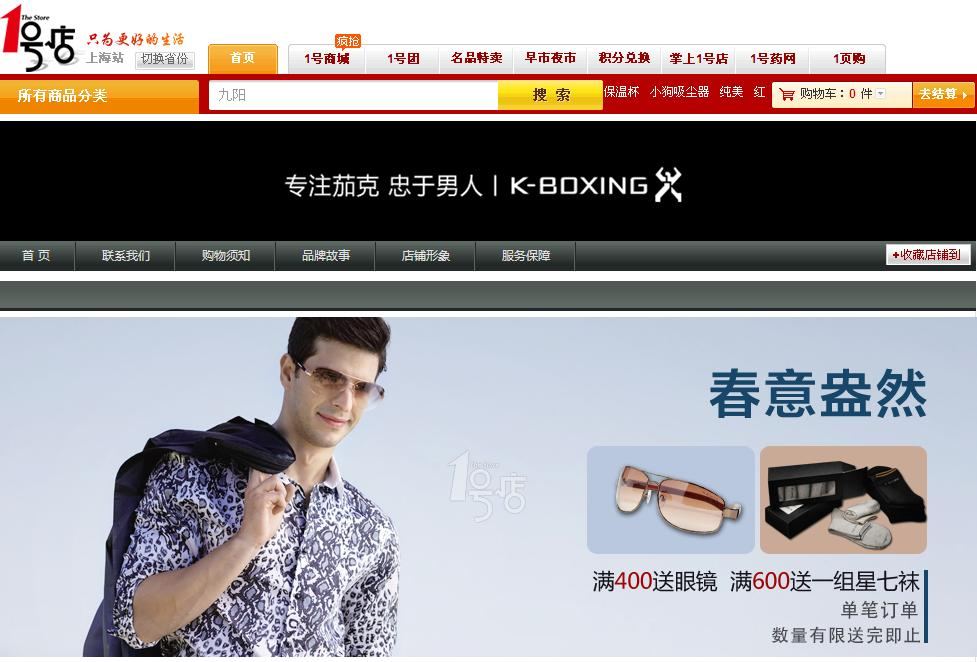 The Store
1号店
只为更好的生活
上海站 切换省份
首页
疯抢
1号商城 1号团 名品特卖 早市夜市 积分兑换 掌上1号店 1号药网 1页购
所有商品分类
九阳 搜 索
保温杯 小狗吸尘器 纯美 红
购物车：0 件 去结算
专注茄克 忠于男人 | K-BOXING
首 页 联系我们 购物须知 品牌故事 店铺形象 服务保障
+收藏店铺到
春意盎然
The Store
1号店
满400送眼镜 满600送一组星七袜
单笔订单
数量有限送完即止